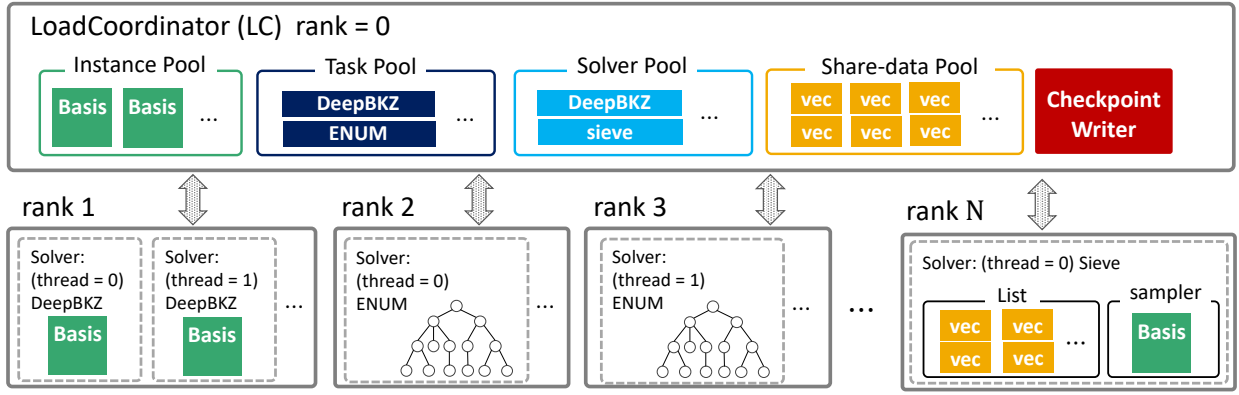 LoadCoordinator (LC) rank = 0
Instance Pool
Task Pool
Solver Pool
Share-data Pool
Basis Basis ...
DeepBKZ
ENUM
...
DeepBKZ
sieve
...
vec vec vec
vec vec vec
...
Checkpoint
Writer
rank 1
rank 2
rank 3
rank N
Solver:
(thread = 0)
DeepBKZ
Basis
Solver:
(thread = 1)
DeepBKZ
Basis
...
Solver:
(thread = 0)
ENUM
...
Solver:
(thread = 1)
ENUM
...
...
Solver: (thread = 0) Sieve
List
vec vec
vec vec
...
sampler
Basis